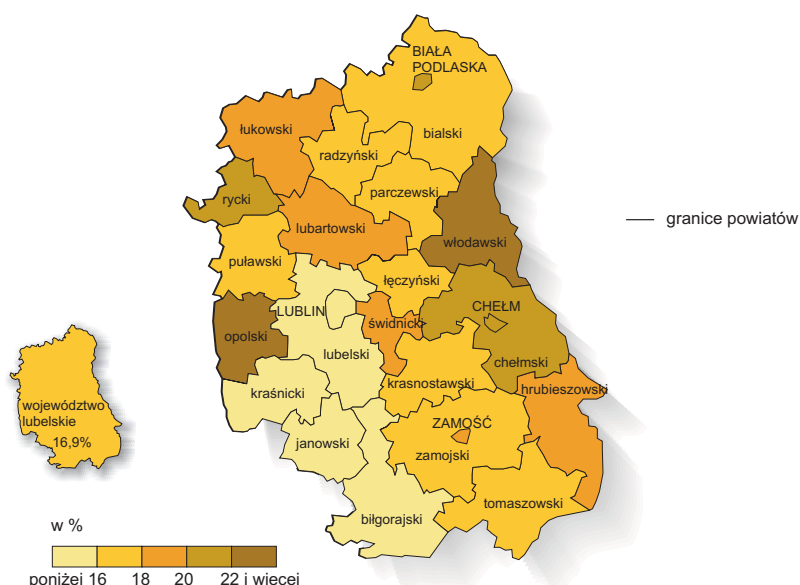 BIAŁA
PODLASKA
łukowski
bialski
radzyński
parczewski
rycki
granice powiatów
lubartowski
włodawski
puławski
łęczyński
LUBLIN
CHEŁM
świdnicki
opolski
lubelski
chełmski
krasnostawski
hrubieszowski
kraśnicki
województwo
lubelskie
16,9%
ZAMOŚĆ
janowski
zamojski
tomaszowski
biłgorajski
w %
poniżej 16 18 20 22 i więcej